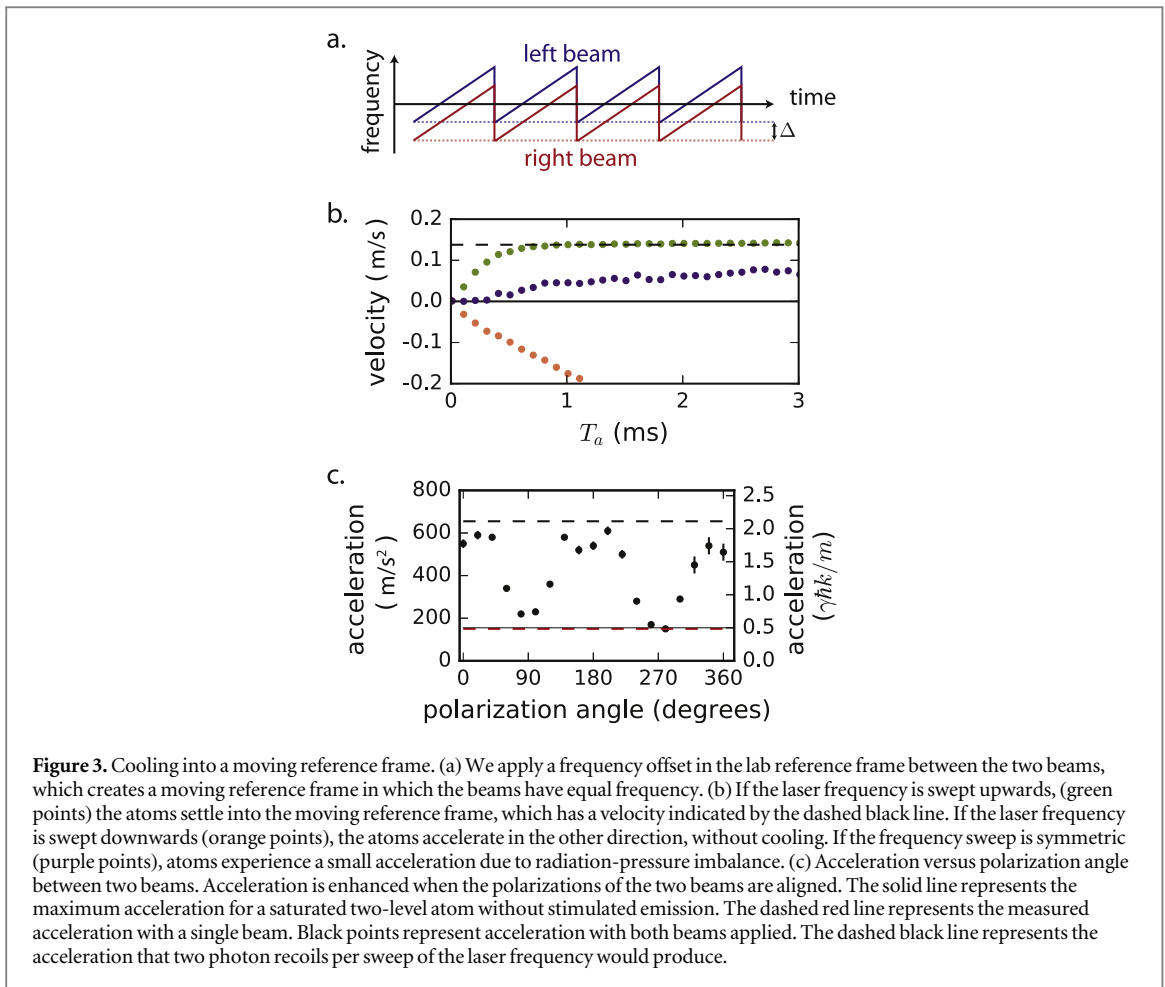 a.
frequency
left beam
time
Δ
right beam
b.
velocity (m/s)
0.2
0.1
0.0
-0.1
-0.2
0
1
2
3
T_a (ms)
c.
acceleration
(m/s²)
800
600
400
200
0
2.5
2.0
1.5
1.0
0.5
0.0
acceleration
(γħk/m)
0
90
180
270
360
polarization angle (degrees)
Figure 3. Cooling into a moving reference frame. (a) We apply a frequency offset in the lab reference frame between the two beams,
which creates a moving reference frame in which the beams have equal frequency. (b) If the laser frequency is swept upwards, (green
points) the atoms settle into the moving reference frame, which has a velocity indicated by the dashed black line. If the laser frequency
is swept downwards (orange points), the atoms accelerate in the other direction, without cooling. If the frequency sweep is symmetric
(purple points), atoms experience a small acceleration due to radiation-pressure imbalance. (c) Acceleration versus polarization angle
between two beams. Acceleration is enhanced when the polarizations of the two beams are aligned. The solid line represents the
maximum acceleration for a saturated two-level atom without stimulated emission. The dashed red line represents the measured
acceleration with a single beam. Black points represent acceleration with both beams applied. The dashed black line represents the
acceleration that two photon recoils per sweep of the laser frequency would produce.